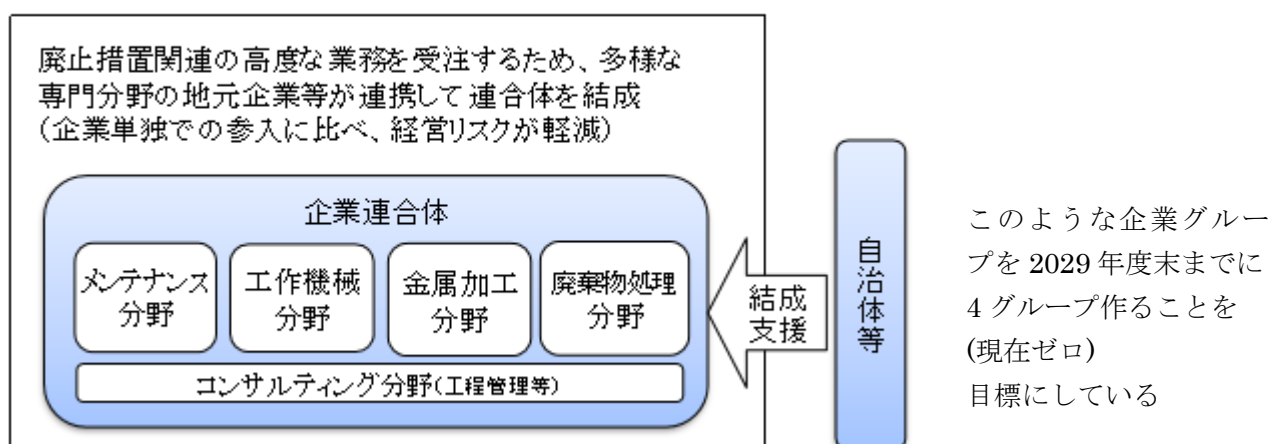 廃止措置関連の高度な業務を受注するため、多様な
専門分野の地元企業等が連携して連合体を結成
（企業単独での参入に比べ、経営リスクが軽減）
企業連合体
メンテナンス
分野
工作機械
分野
金属加工
分野
廃棄物処理
分野
コンサルティング分野(工程管理等)
結成
支援
自治体等
このような企業グルー
プを 2029 年度末までに
4 グループ作ることを
(現在ゼロ)
目標にしている